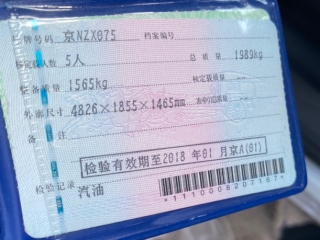 号牌号码 京NZX075 档案编号
核定载人数 5人 总质量 1989kg
整备质量 1565kg 核定载质量 --
外廓尺寸 4826×1855×1465mm 准牵引总质量 --
备注
检验有效期至2018 年01 月京A(01)
检验记录 汽油
*1110008202187*